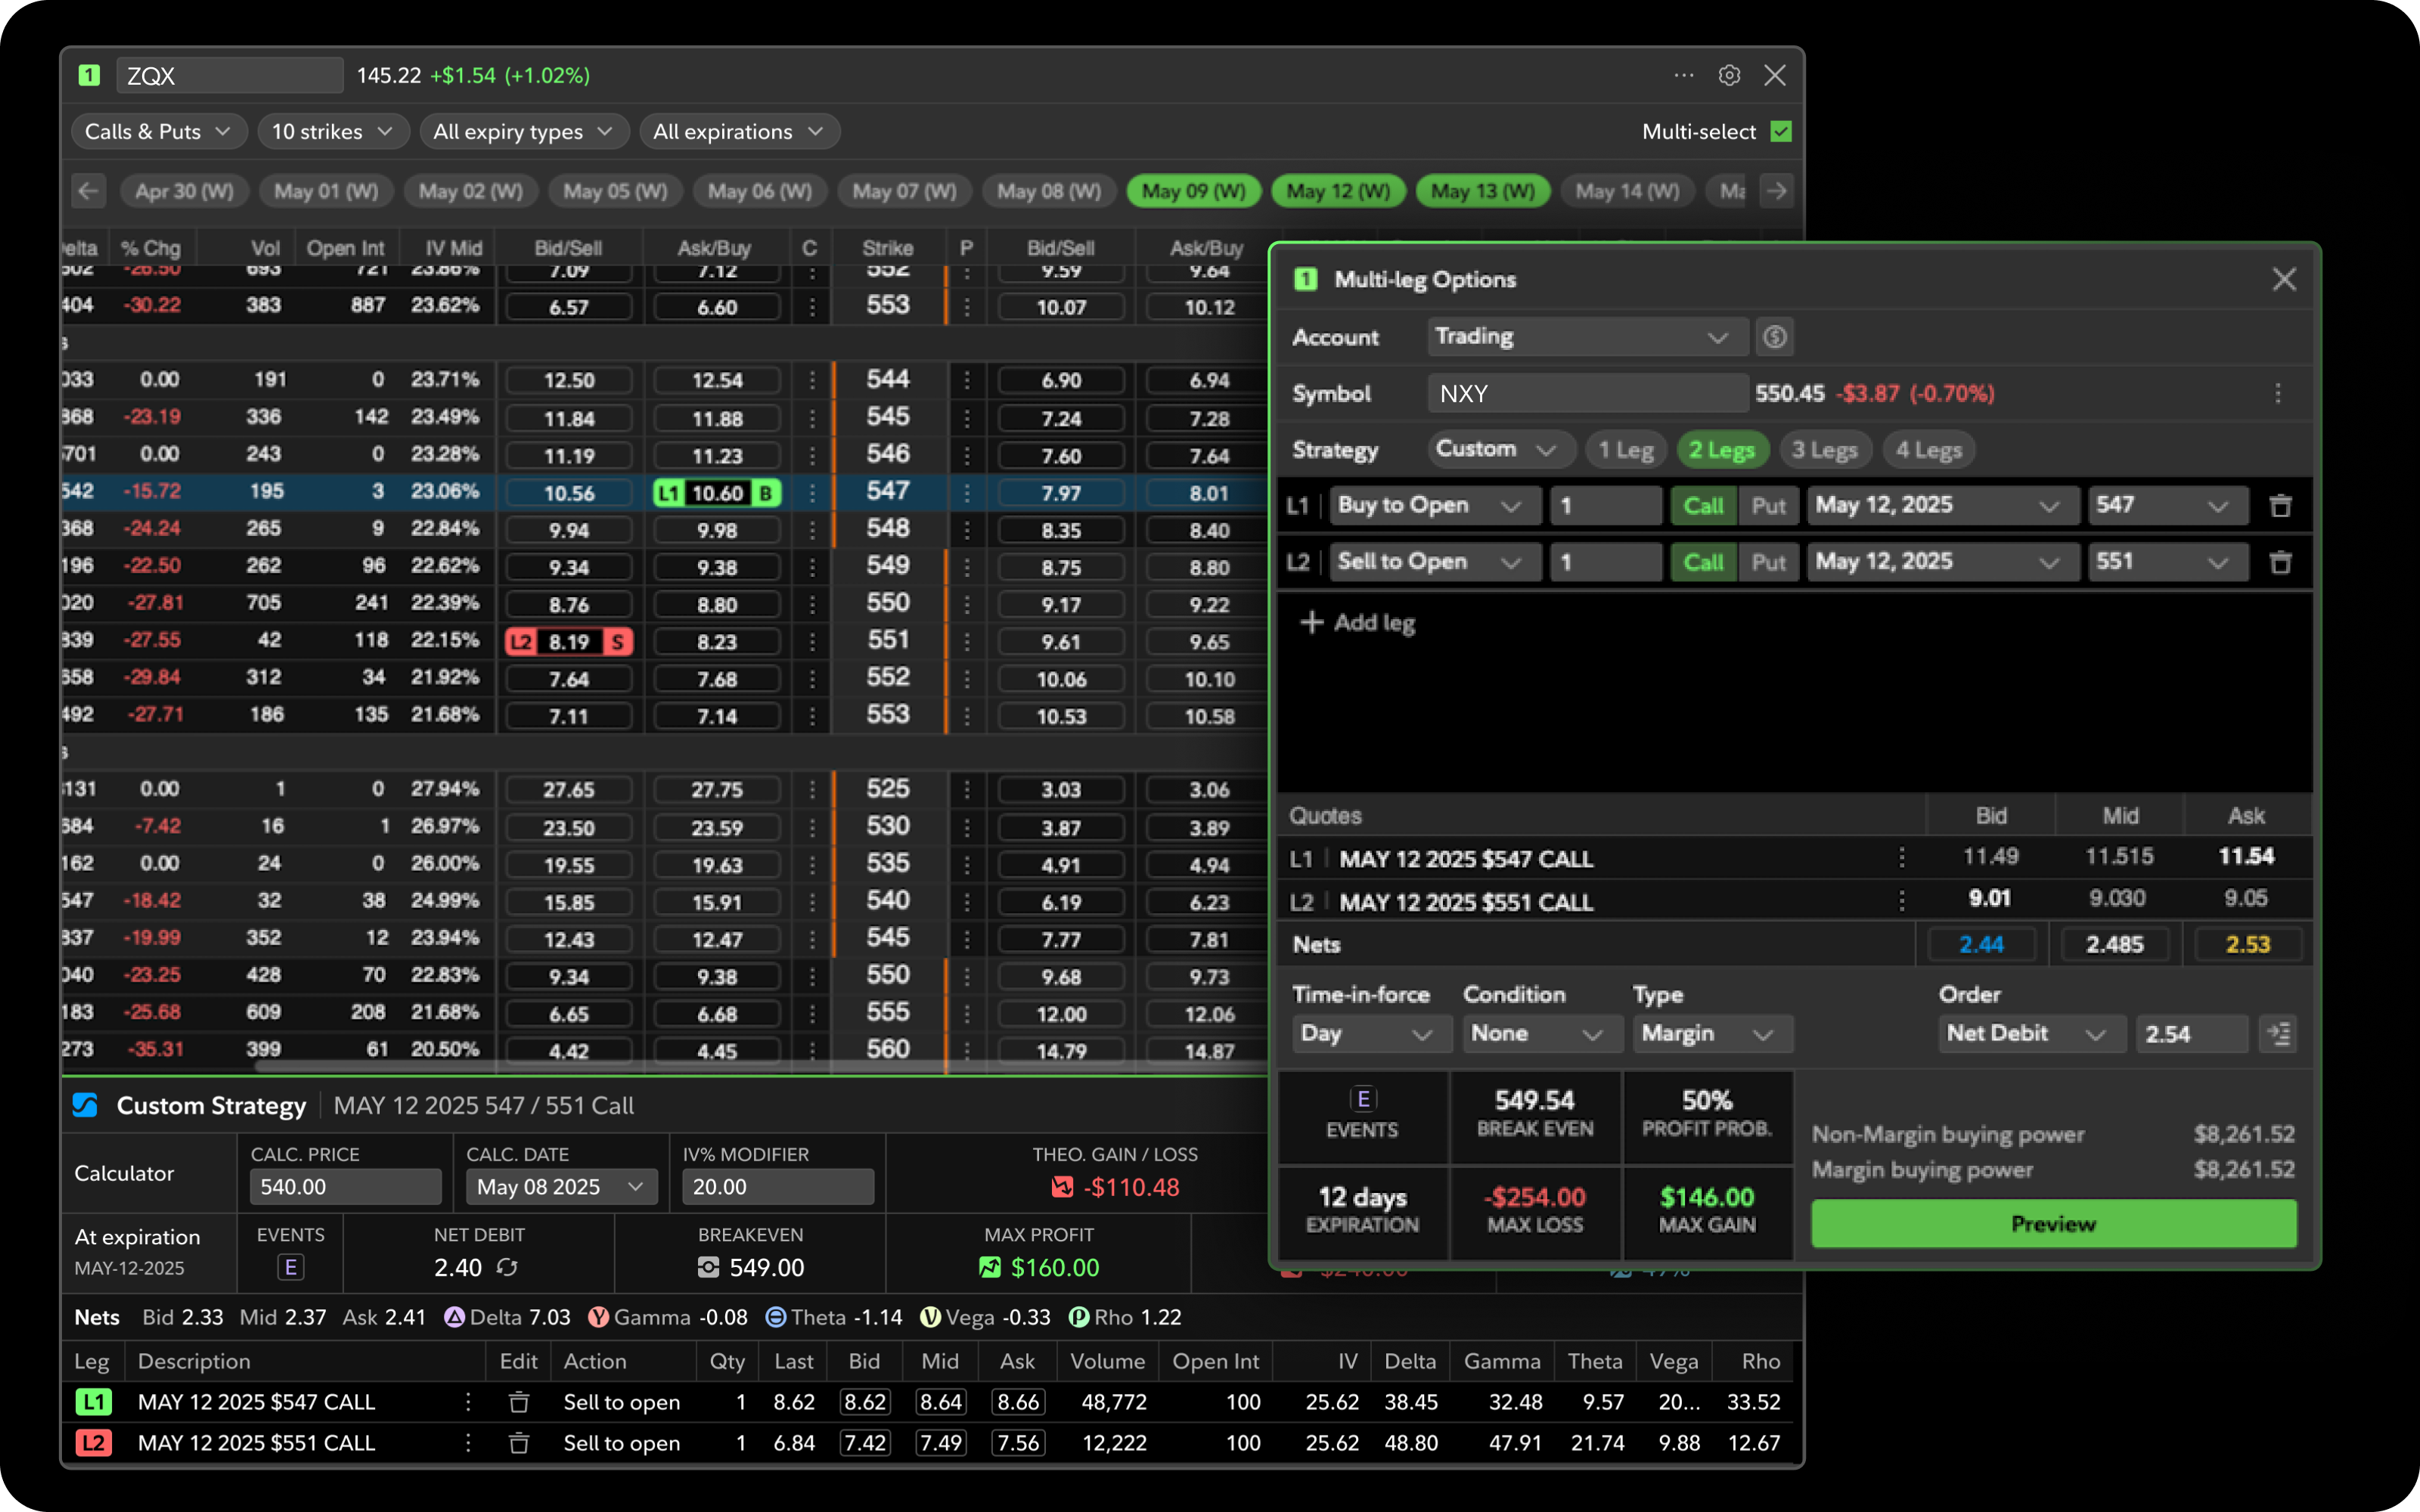 1 ZQX 145.22 +$1.54 (+1.02%)
Calls & Puts 10 strikes All expiry types All expirations Multi-select
Apr 30 (W) May 01 (W) May 02 (W) May 05 (W) May 06 (W) May 07 (W) May 08 (W) May 09 (W) May 12 (W) May 13 (W) May 14 (W)
% Chg Vol Open Int IV Mid Bid/Sell Ask/Buy C Strike P Bid/Sell Ask/Buy
-26.50 693 721 23.86% 7.09 7.12 552 9.59 9.64
404 -30.22 383 887 23.62% 6.57 6.60 553 10.07 10.12
033 0.00 191 0 23.71% 12.50 12.54 544 6.90 6.94
368 -23.19 336 142 23.49% 11.84 11.88 545 7.24 7.28
701 0.00 243 0 23.28% 11.19 11.23 546 7.60 7.64
542 -15.72 195 3 23.06% 10.56 L1 10.60 B 547 7.97 8.01
368 -24.24 265 9 22.84% 9.94 9.98 548 8.35 8.40
196 -22.50 262 96 22.62% 9.34 9.38 549 8.75 8.80
020 -27.81 705 241 22.39% 8.76 8.80 550 9.17 9.22
339 -27.55 42 118 22.15% L2 8.19 S 8.23 551 9.61 9.65
658 -29.84 312 34 21.92% 7.64 7.68 552 10.06 10.10
492 -27.71 186 135 21.68% 7.11 7.14 553 10.53 10.58
131 0.00 1 0 27.94% 27.65 27.75 525 3.03 3.06
684 -7.42 16 1 26.97% 23.50 23.59 530 3.87 3.89
162 0.00 24 0 26.00% 19.55 19.63 535 4.91 4.94
547 -18.42 32 38 24.99% 15.85 15.91 540 6.19 6.23
337 -19.99 352 12 23.94% 12.43 12.47 545 7.77 7.81
040 -23.25 428 70 22.83% 9.34 9.38 550 9.68 9.73
183 -25.68 609 208 21.68% 6.65 6.68 555 12.00 12.06
273 -35.31 399 61 20.50% 4.42 4.45 560 14.79 14.87
Custom Strategy MAY 12 2025 547 / 551 Call
Calculator
CALC. PRICE CALC. DATE IV% MODIFIER THEO. GAIN / LOSS
540.00 May 08 2025 20.00 -$110.48
At expiration
MAY-12-2025
EVENTS NET DEBIT BREAKEVEN MAX PROFIT
E 2.40 549.00 $160.00
Nets Bid 2.33 Mid 2.37 Ask 2.41 Delta 7.03 Gamma -0.08 Theta -1.14 Vega -0.33 Rho 1.22
Leg Description Edit Action Qty Last Bid Mid Ask Volume Open Int IV Delta Gamma Theta Vega Rho
L1 MAY 12 2025 $547 CALL Sell to open 1 8.62 8.62 8.64 8.66 48,772 100 25.62 38.45 32.48 9.57 20... 33.52
L2 MAY 12 2025 $551 CALL Sell to open 1 6.84 7.42 7.49 7.56 12,222 100 25.62 48.80 47.91 21.74 9.88 12.67
1 Multi-leg Options
Account Trading
Symbol NXY 550.45 -$3.87 (-0.70%)
Strategy Custom 1 Leg 2 Legs 3 Legs 4 Legs
L1 Buy to Open 1 Call Put May 12, 2025 547
L2 Sell to Open 1 Call Put May 12, 2025 551
+ Add leg
Quotes Bid Mid Ask
L1 MAY 12 2025 $547 CALL 11.49 11.515 11.54
L2 MAY 12 2025 $551 CALL 9.01 9.030 9.05
Nets 2.44 2.485 2.53
Time-in-force Condition Type Order
Day None Margin Net Debit 2.54
E 549.54 50%
EVENTS BREAK EVEN PROFIT PROB.
12 days -$254.00 $146.00
EXPIRATION MAX LOSS MAX GAIN
Non-Margin buying power $8,261.52
Margin buying power $8,261.52
Preview